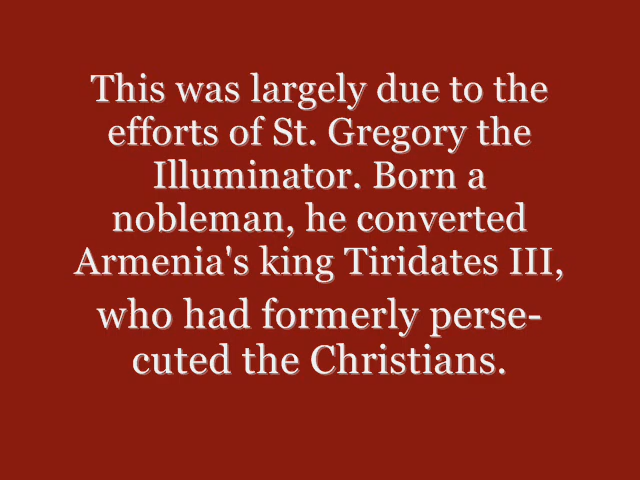 This was largely due to the
efforts of St. Gregory the
Illuminator. Born a
nobleman, he converted
Armenia's king Tiridates III,
who had formerly perse-
cuted the Christians.